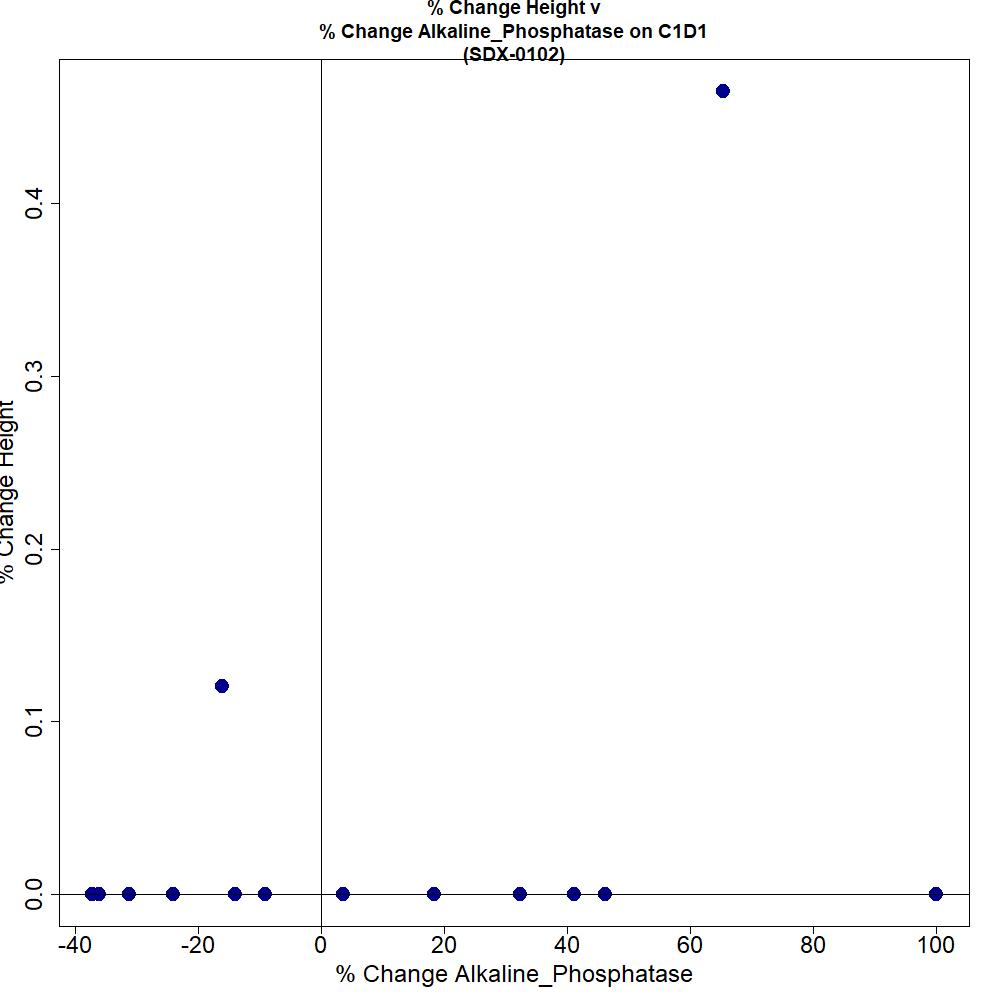 % Change Height v
% Change Alkaline_Phosphatase on C1D1
(SDX-0102)
% Change Height
0.4
0.3
0.2
0.1
0.0
-40 -20 0 20 40 60 80 100
% Change Alkaline_Phosphatase